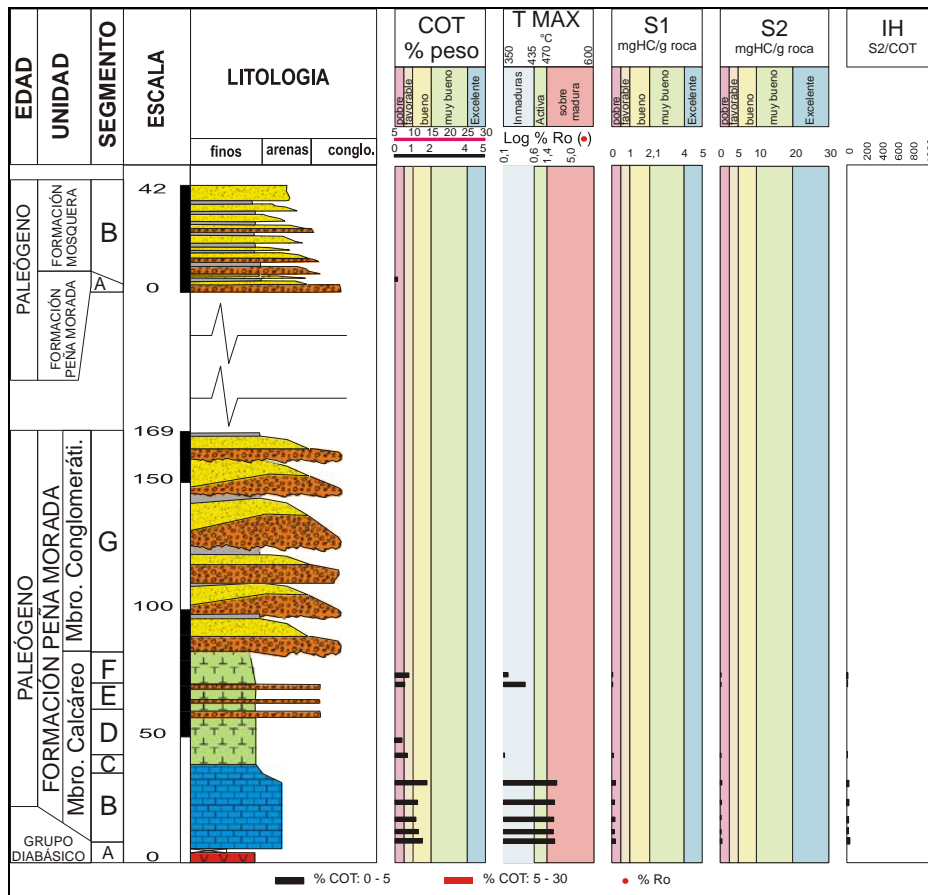 EDAD
UNIDAD
SEGMENTO
ESCALA
LITOLOGIA
finos arenas conglo.
COT
% peso
pobre
favorable
bueno
muy bueno
Excelente
5 10 15 20 25 30
0 1 2 4 5
T MAX
°C
350 435 470 600
Inmaduras
Activa
sobre
madura
Log % Ro (•)
0,1 0,6 1,4 5,0
S1
mgHC/g roca
pobre
favorable
bueno
muy bueno
Excelente
0 1 2,1 4 5
S2
mgHC/g roca
pobre
favorable
bueno
muy bueno
Excelente
0 5 10 20 30
IH
S2/COT
0
200
400
600
800
PALEÓGENO
FORMACIÓN
MOSQUERA
FORMACIÓN
PEÑA MORADA
B
A
42
0
PALEÓGENO
FORMACIÓN PEÑA MORADA
Mbro. Conglomeráti.
Mbro. Calcáreo
GRUPO
DIABÁSICO
G
F
E
D
C
B
A
169
150
100
50
0
% COT: 0 - 5 % COT: 5 - 30 % Ro